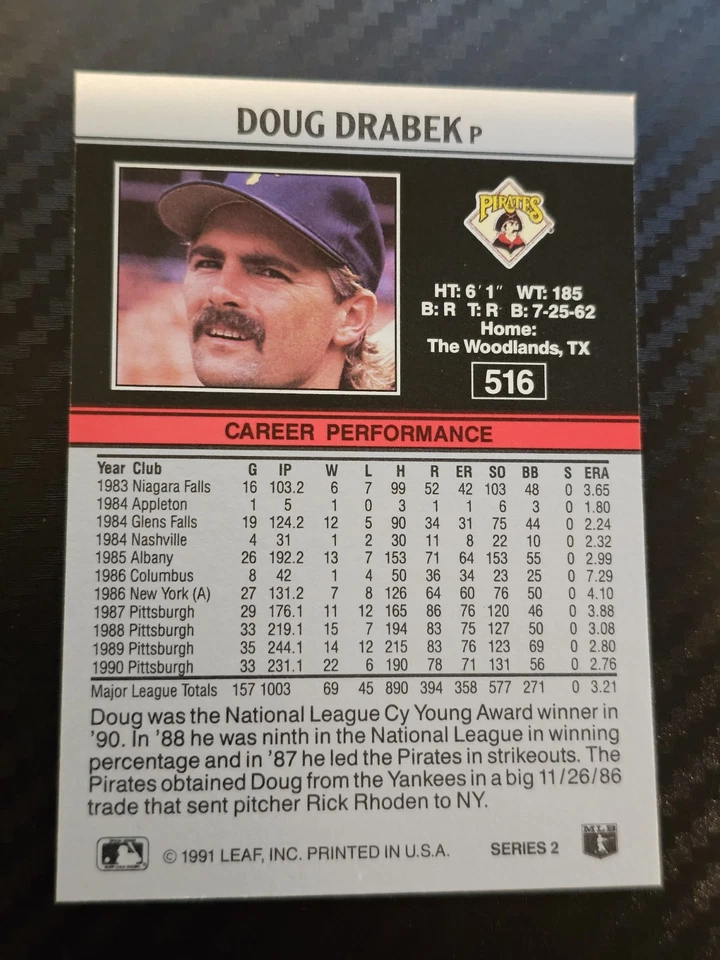 DOUG DRABEK P
PIRATES
HT: 6'1" WT: 185
B: R T: R B: 7-25-62
Home:
The Woodlands, TX
516
CAREER PERFORMANCE
Year Club G IP W L H R ER SO BB S ERA
1983 Niagara Falls 16 103.2 6 7 99 52 42 103 48 0 3.65
1984 Appleton 1 5 1 0 3 1 1 6 3 0 1.80
1984 Glens Falls 19 124.2 12 5 90 34 31 75 44 0 2.24
1984 Nashville 4 31 1 2 30 11 8 22 10 0 2.32
1985 Albany 26 192.2 13 7 153 71 64 153 55 0 2.99
1986 Columbus 8 42 1 4 50 36 34 23 25 0 7.29
1986 New York (A) 27 131.2 7 8 126 64 60 76 50 0 4.10
1987 Pittsburgh 29 176.1 11 12 165 86 76 120 46 0 3.88
1988 Pittsburgh 33 219.1 15 7 194 83 75 127 50 0 3.08
1989 Pittsburgh 35 244.1 14 12 215 83 76 123 69 0 2.80
1990 Pittsburgh 33 231.1 22 6 190 78 71 131 56 0 2.76
Major League Totals 157 1003 69 45 890 394 358 577 271 0 3.21
Doug was the National League Cy Young Award winner in
'90. In '88 he was ninth in the National League in winning
percentage and in '87 he led the Pirates in strikeouts. The
Pirates obtained Doug from the Yankees in a big 11/26/86
trade that sent pitcher Rick Rhoden to NY.
© 1991 LEAF, INC. PRINTED IN U.S.A. SERIES 2
MLB